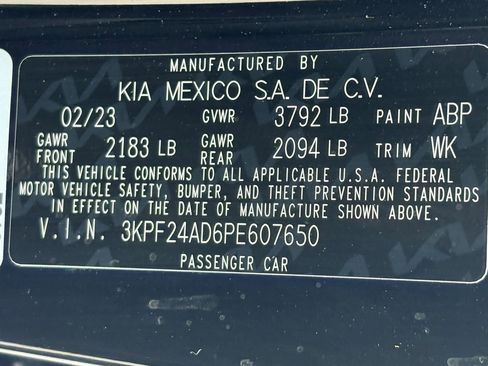 MANUFACTURED BY
KIA MEXICO S.A. DE C.V.
02/23 GVWR 3792 LB PAINT ABP
GAWR FRONT 2183 LB GAWR REAR 2094 LB TRIM WK
THIS VEHICLE CONFORMS TO ALL APPLICABLE U.S.A. FEDERAL
MOTOR VEHICLE SAFETY, BUMPER, AND THEFT PREVENTION STANDARDS
IN EFFECT ON THE DATE OF MANUFACTURE SHOWN ABOVE.
V.I.N. 3KPF24AD6PE607650
PASSENGER CAR